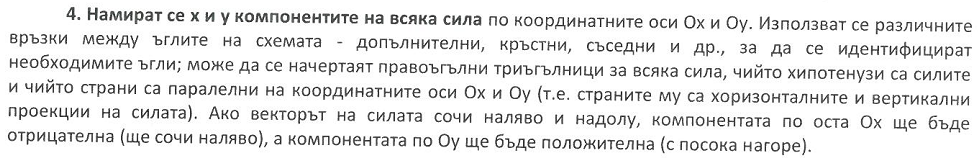 4. Намират се x и y компонентите на всяка сила по координатните оси Ox и Oy. Използват се различните
връзки между ъглите на схемата - допълнителни, кръстни, съседни и др., за да се идентифицират
необходимите ъгли; може да се начертаят правоъгълни триъгълници за всяка сила, чийто хипотенузи са силите
и чийто страни са паралелни на координатните оси Ox и Oy (т.е. страните му са хоризонталните и вертикални
проекции на силата). Ако векторът на силата сочи наляво и надолу, компонентата по оста Ox ще бъде
отрицателна (ще сочи наляво), а компонентата по Oy ще бъде положителна (с посока нагоре).